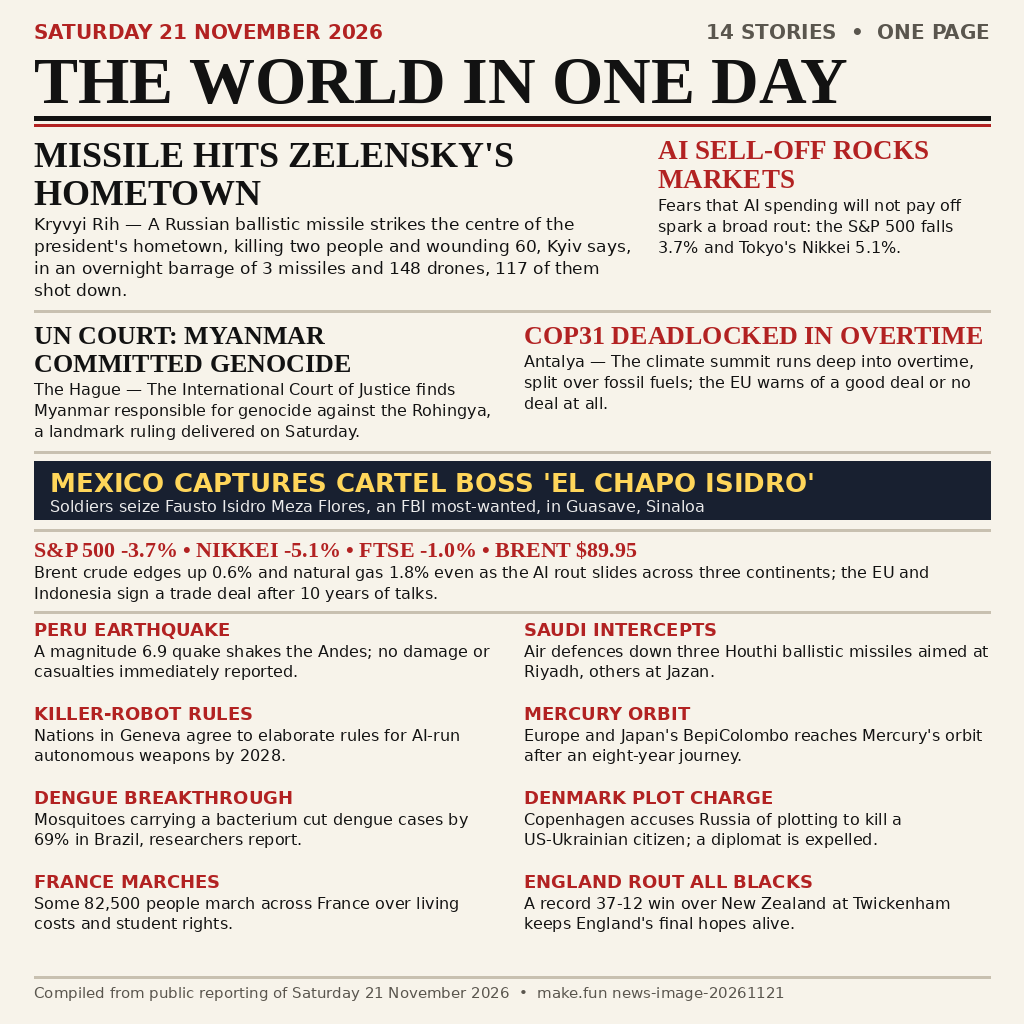 SATURDAY 21 NOVEMBER 2026
14 STORIES • ONE PAGE
THE WORLD IN ONE DAY
MISSILE HITS ZELENSKY'S
HOMETOWN
Kryvyi Rih — A Russian ballistic missile strikes the centre of the
president's hometown, killing two people and wounding 60, Kyiv says,
in an overnight barrage of 3 missiles and 148 drones, 117 of them
shot down.
AI SELL-OFF ROCKS
MARKETS
Fears that AI spending will not pay off
spark a broad rout: the S&P 500 falls
3.7% and Tokyo's Nikkei 5.1%.
UN COURT: MYANMAR
COMMITTED GENOCIDE
The Hague — The International Court of Justice finds
Myanmar responsible for genocide against the Rohingya,
a landmark ruling delivered on Saturday.
COP31 DEADLOCKED IN OVERTIME
Antalya — The climate summit runs deep into overtime,
split over fossil fuels; the EU warns of a good deal or no
deal at all.
MEXICO CAPTURES CARTEL BOSS 'EL CHAPO ISIDRO'
Soldiers seize Fausto Isidro Meza Flores, an FBI most-wanted, in Guasave, Sinaloa
S&P 500 -3.7% • NIKKEI -5.1% • FTSE -1.0% • BRENT $89.95
Brent crude edges up 0.6% and natural gas 1.8% even as the AI rout slides across three continents; the EU and
Indonesia sign a trade deal after 10 years of talks.
PERU EARTHQUAKE
A magnitude 6.9 quake shakes the Andes; no damage or
casualties immediately reported.
SAUDI INTERCEPTS
Air defences down three Houthi ballistic missiles aimed at
Riyadh, others at Jazan.
KILLER-ROBOT RULES
Nations in Geneva agree to elaborate rules for AI-run
autonomous weapons by 2028.
MERCURY ORBIT
Europe and Japan's BepiColombo reaches Mercury's orbit
after an eight-year journey.
DENGUE BREAKTHROUGH
Mosquitoes carrying a bacterium cut dengue cases by
69% in Brazil, researchers report.
DENMARK PLOT CHARGE
Copenhagen accuses Russia of plotting to kill a
US-Ukrainian citizen; a diplomat is expelled.
FRANCE MARCHES
Some 82,500 people march across France over living
costs and student rights.
ENGLAND ROUT ALL BLACKS
A record 37-12 win over New Zealand at Twickenham
keeps England's final hopes alive.
Compiled from public reporting of Saturday 21 November 2026 • make.fun news-image-20261121